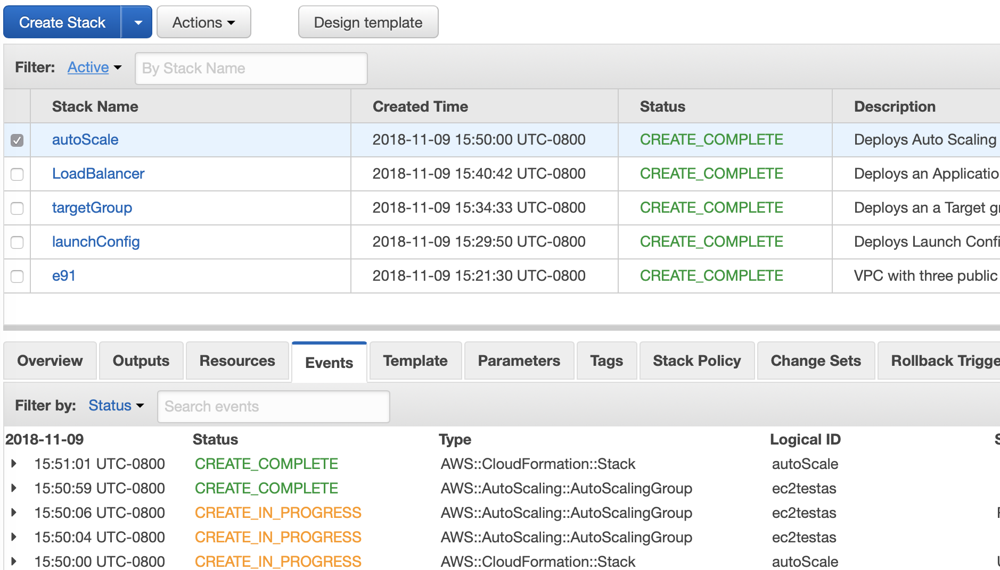 Create Stack Actions Design template
Filter: Active By Stack Name
Stack Name Created Time Status Description
autoScale 2018-11-09 15:50:00 UTC-0800 CREATE_COMPLETE Deploys Auto Scaling
LoadBalancer 2018-11-09 15:40:42 UTC-0800 CREATE_COMPLETE Deploys an Applicatio
targetGroup 2018-11-09 15:34:33 UTC-0800 CREATE_COMPLETE Deploys an a Target gr
launchConfig 2018-11-09 15:29:50 UTC-0800 CREATE_COMPLETE Deploys Launch Confi
e91 2018-11-09 15:21:30 UTC-0800 CREATE_COMPLETE VPC with three public
Overview Outputs Resources Events Template Parameters Tags Stack Policy Change Sets Rollback Trigge
Filter by: Status Search events
2018-11-09 Status Type Logical ID
15:51:01 UTC-0800 CREATE_COMPLETE AWS::CloudFormation::Stack autoScale
15:50:59 UTC-0800 CREATE_COMPLETE AWS::AutoScaling::AutoScalingGroup ec2testas
15:50:06 UTC-0800 CREATE_IN_PROGRESS AWS::AutoScaling::AutoScalingGroup ec2testas
15:50:04 UTC-0800 CREATE_IN_PROGRESS AWS::AutoScaling::AutoScalingGroup ec2testas
15:50:00 UTC-0800 CREATE_IN_PROGRESS AWS::CloudFormation::Stack autoScale